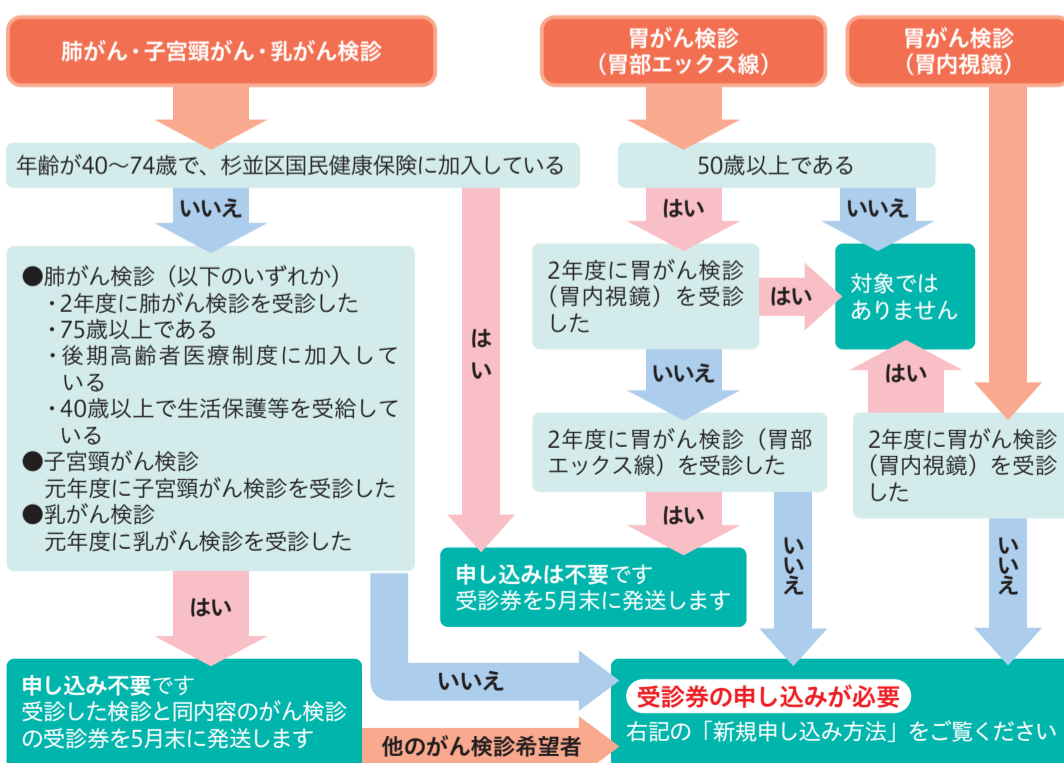 肺がん・子宮頸がん・乳がん検診
胃がん検診
（胃部エックス線）
胃がん検診
（胃内視鏡）
年齢が40〜74歳で、杉並区国民健康保険に加入している
50歳以上である
いいえ
はい
いいえ
●肺がん検診（以下のいずれか）
・2年度に肺がん検診を受診した
・75歳以上である
・後期高齢者医療制度に加入して
いる
・40歳以上で生活保護等を受給して
いる
●子宮頸がん検診
元年度に子宮頸がん検診を受診した
●乳がん検診
元年度に乳がん検診を受診した
はい
2年度に胃がん検診
（胃内視鏡）を受診
した
はい
対象では
ありません
いいえ
はい
2年度に胃がん検診（胃部
エックス線）を受診した
2年度に胃がん検診
（胃内視鏡）を受診
した
はい
いいえ
いいえ
申し込みは不要です
受診券を5月末に発送します
はい
いいえ
申し込み不要です
受診した検診と同内容のがん検診
の受診券を5月末に発送します
他のがん検診希望者
受診券の申し込みが必要
右記の「新規申し込み方法」をご覧ください